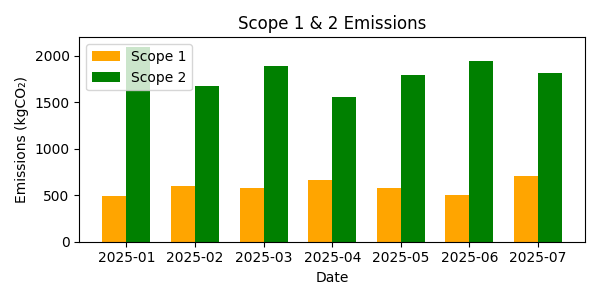 Scope 1 & 2 Emissions
Emissions (kgCO₂)
2000
1500
1000
500
0
Scope 1
Scope 2
2025-01 2025-02 2025-03 2025-04 2025-05 2025-06 2025-07
Date